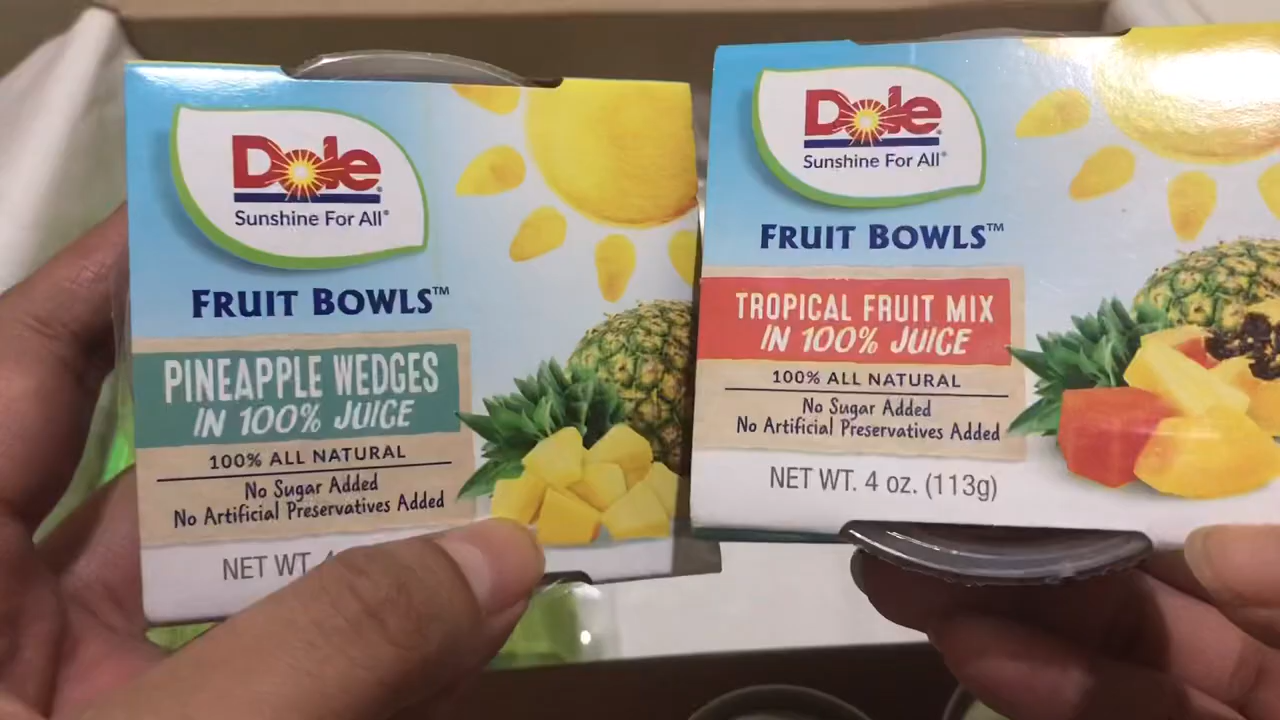 Dole
Sunshine For All®
FRUIT BOWLS™
PINEAPPLE WEDGES
IN 100% JUICE
100% ALL NATURAL
No Sugar Added
No Artificial Preservatives Added
NET WT.
Dole
Sunshine For All®
FRUIT BOWLS™
TROPICAL FRUIT MIX
IN 100% JUICE
100% ALL NATURAL
No Sugar Added
No Artificial Preservatives Added
NET WT. 4 oz. (113g)